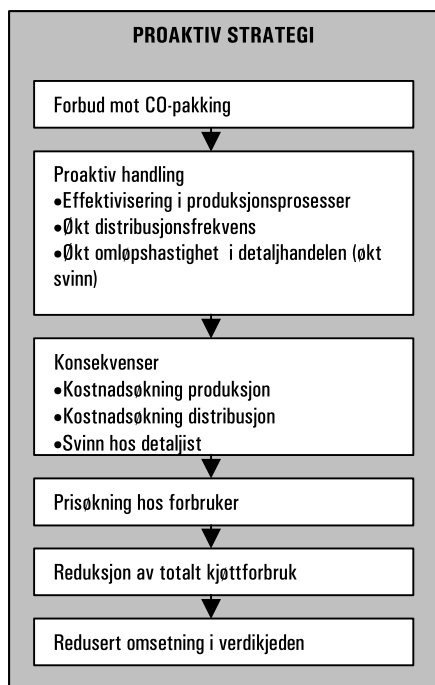 PROAKTIV STRATEGI
Forbud mot CO-pakking
Proaktiv handling
•Effektivisering i produksjonsprosesser
•Økt distribusjonsfrekvens
•Økt omløpshastighet i detaljhandelen (økt
svinn)
Konsekvenser
•Kostnadsøkning produksjon
•Kostnadsøkning distribusjon
•Svinn hos detaljist
Prisøkning hos forbruker
Reduksjon av totalt kjøttforbruk
Redusert omsetning i verdikjeden